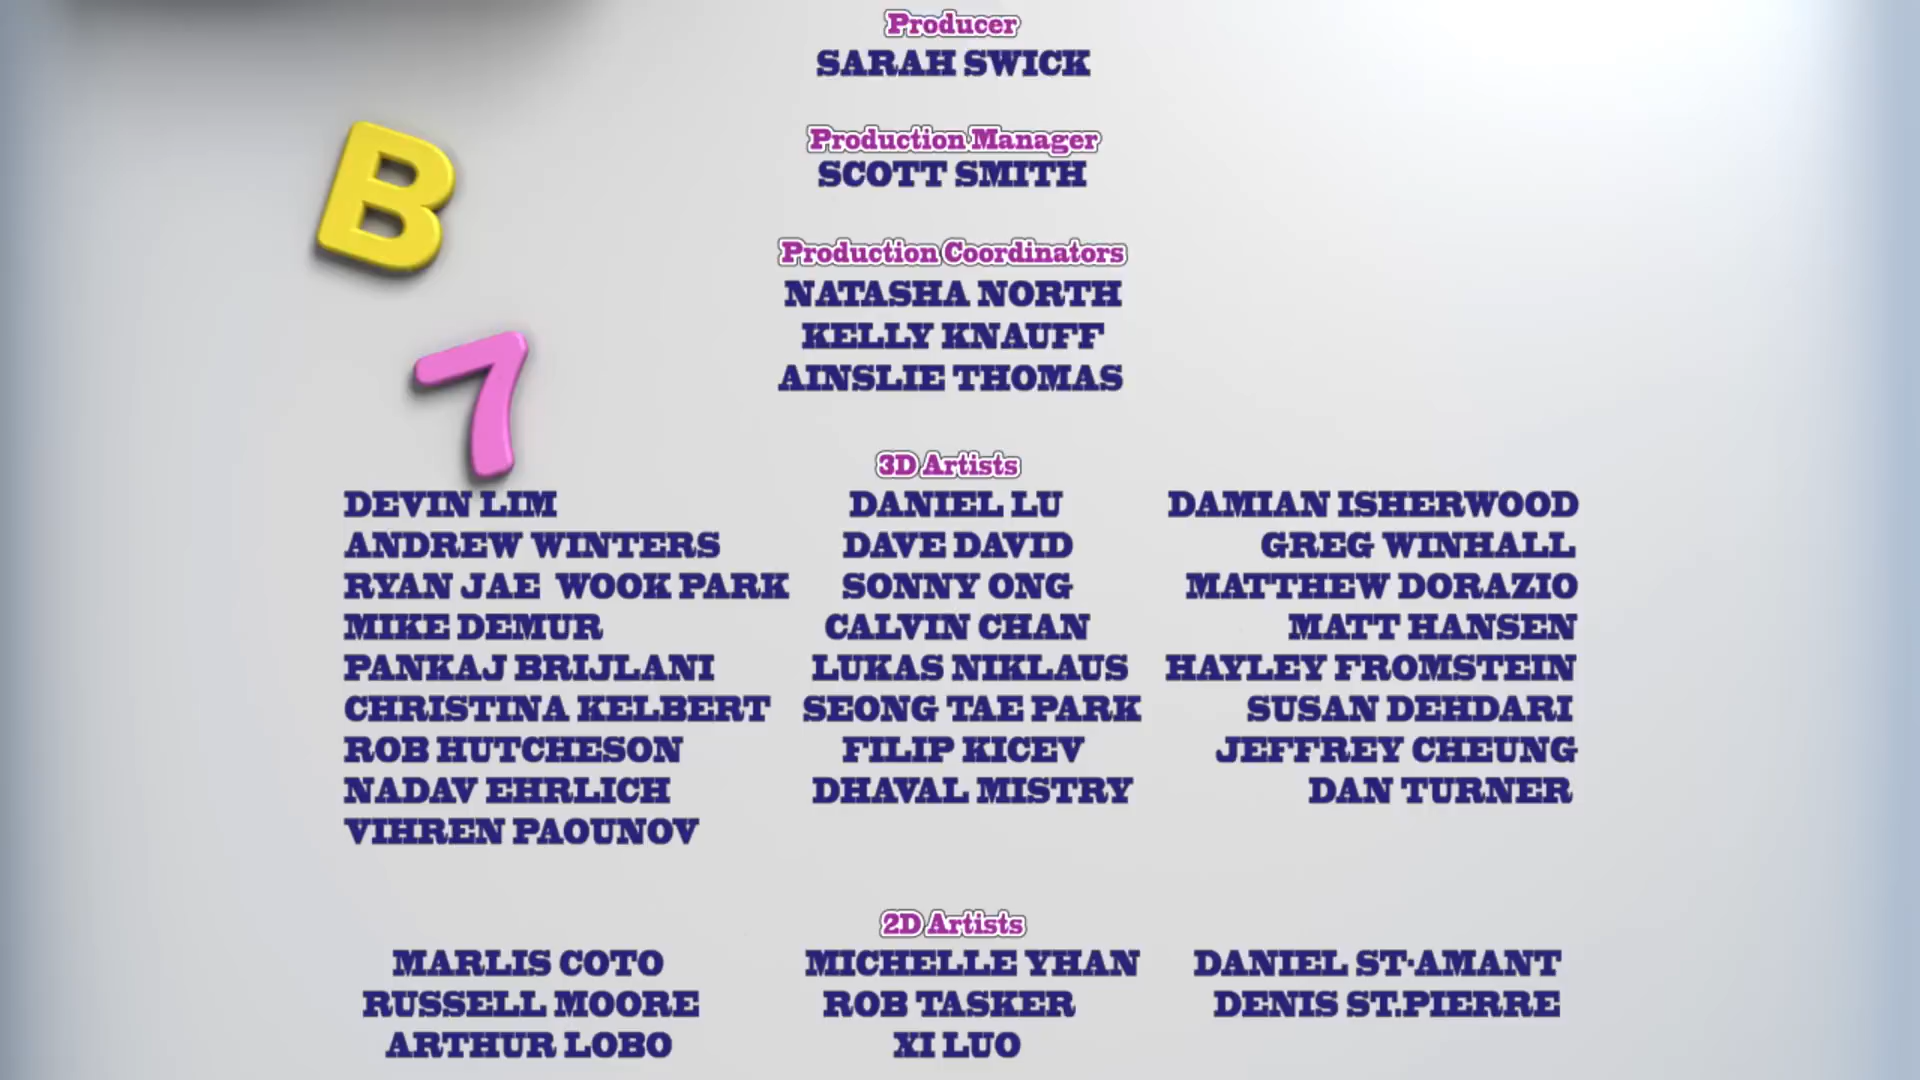 Producer
SARAH SWICK
B
Production Manager
SCOTT SMITH
Production Coordinators
NATASHA NORTH
KELLY KNAUFF
AINSLIE THOMAS
7
3D Artists
DEVIN LIM DANIEL LU DAMIAN ISHERWOOD
ANDREW WINTERS DAVE DAVID GREG WINHALL
RYAN JAE WOOK PARK SONNY ONG MATTHEW DORAZIO
MIKE DEMUR CALVIN CHAN MATT HANSEN
PANKAJ BRIJLANI LUKAS NIKLAUS HAYLEY FROMSTEIN
CHRISTINA KELBERT SEONG TAE PARK SUSAN DEHDARI
ROB HUTCHESON FILIP KICEV JEFFREY CHEUNG
NADAV EHRLICH DHAVAL MISTRY DAN TURNER
VIHREN PAOUNOV
2D Artists
MARLIS COTO MICHELLE YHAN DANIEL ST·AMANT
RUSSELL MOORE ROB TASKER DENIS ST.PIERRE
ARTHUR LOBO XI LUO